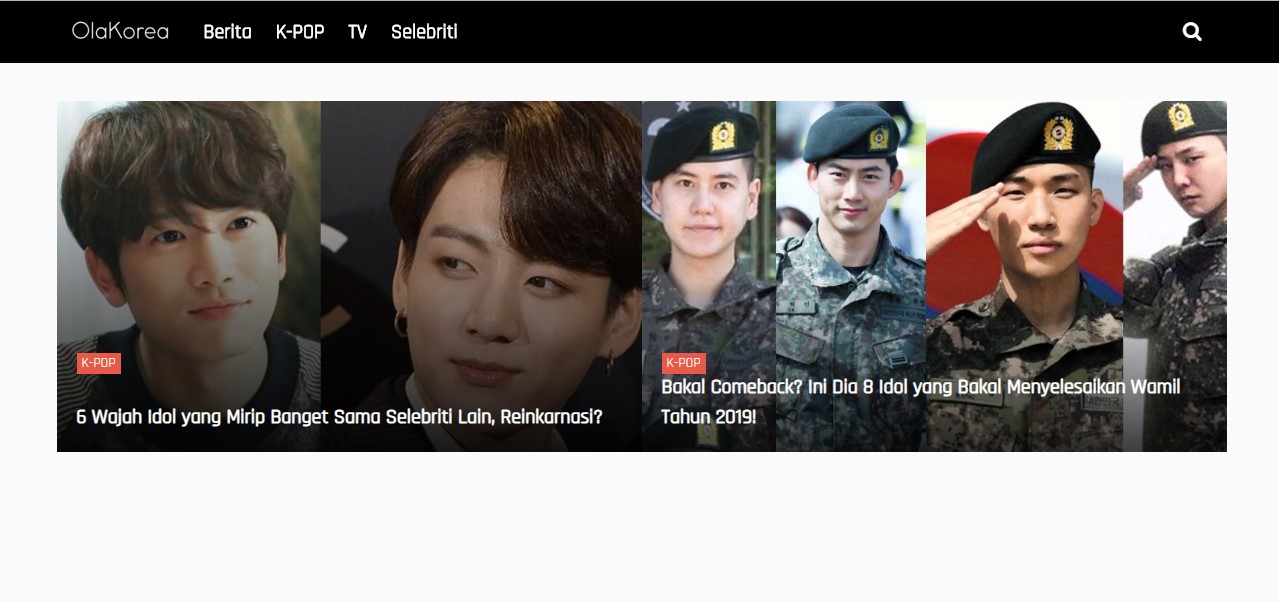 OlaKorea
Berita
K-POP
TV
Selebriti
K-POP
6 Wajah Idol yang Mirip Banget Sama Selebriti Lain, Reinkarnasi?
K-POP
Bakal Comeback? Ini Dia 8 Idol yang Bakal Menyelesaikan Wamil
Tahun 2019!